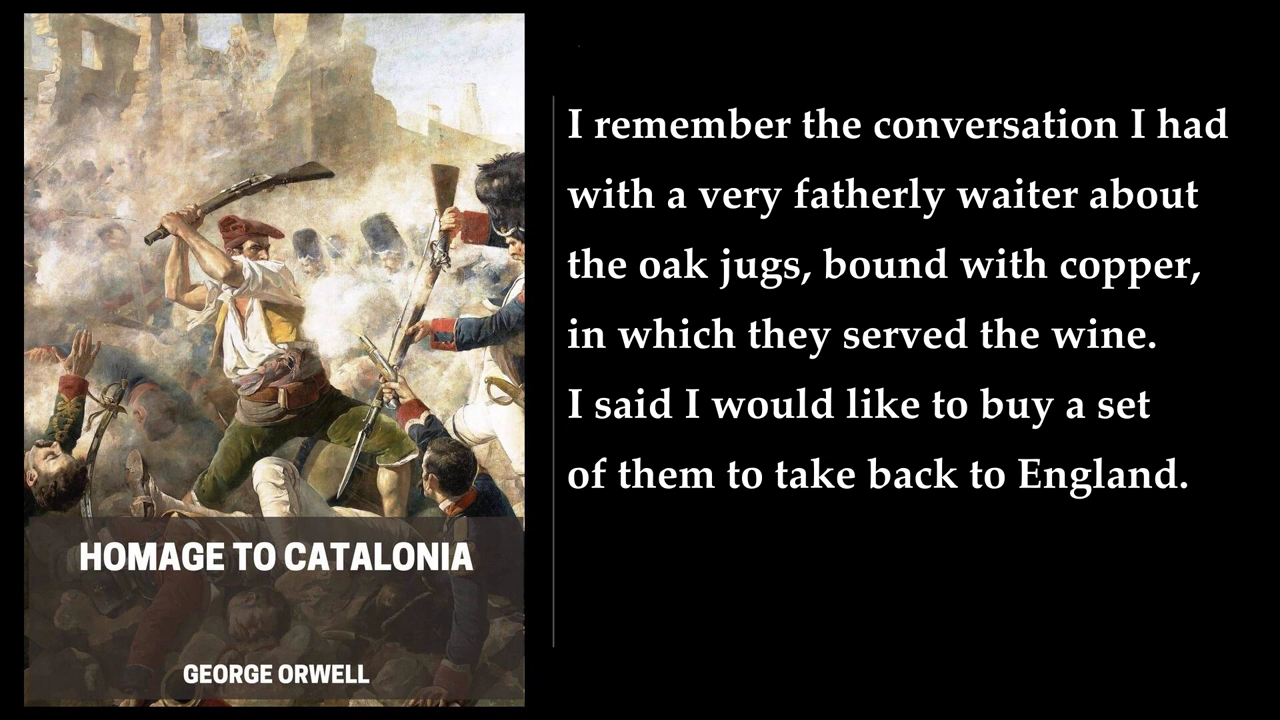 HOMAGE TO CATALONIA
GEORGE ORWELL
I remember the conversation I had
with a very fatherly waiter about
the oak jugs, bound with copper,
in which they served the wine.
I said I would like to buy a set
of them to take back to England.